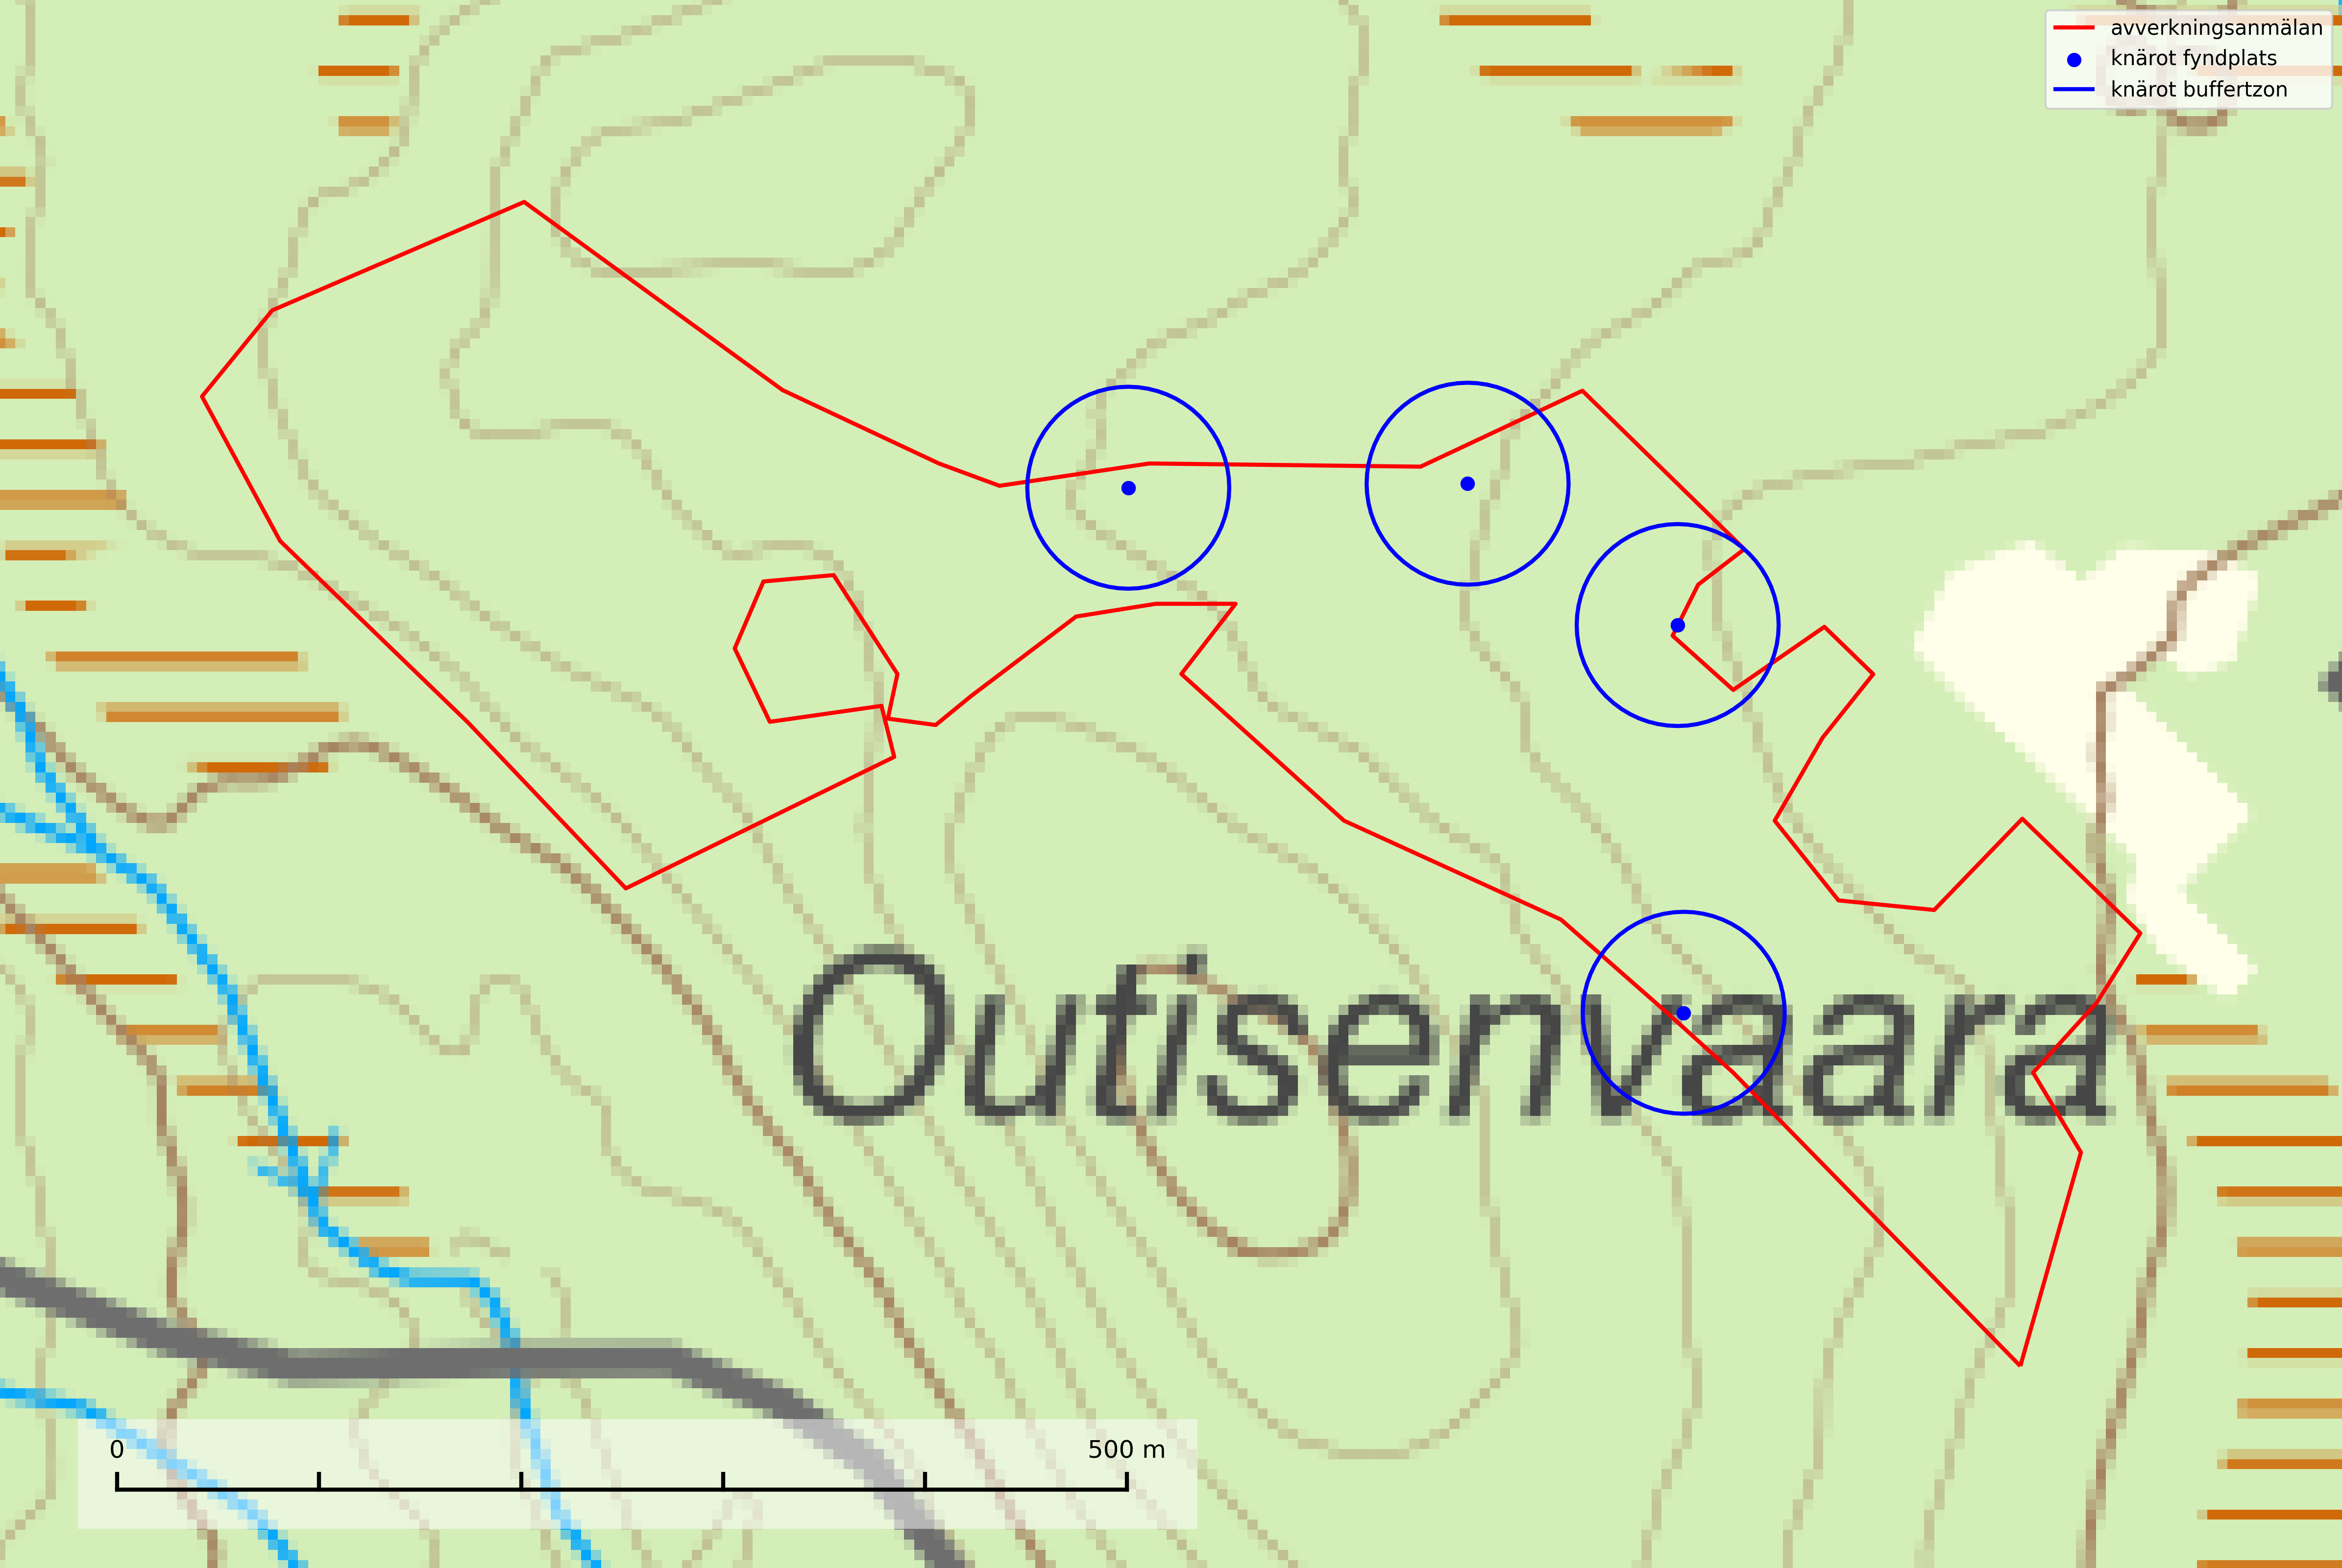 avverkningsanmälan
knärot fyndplats
knärot buffertzon
Outisenvaara
0 500 m